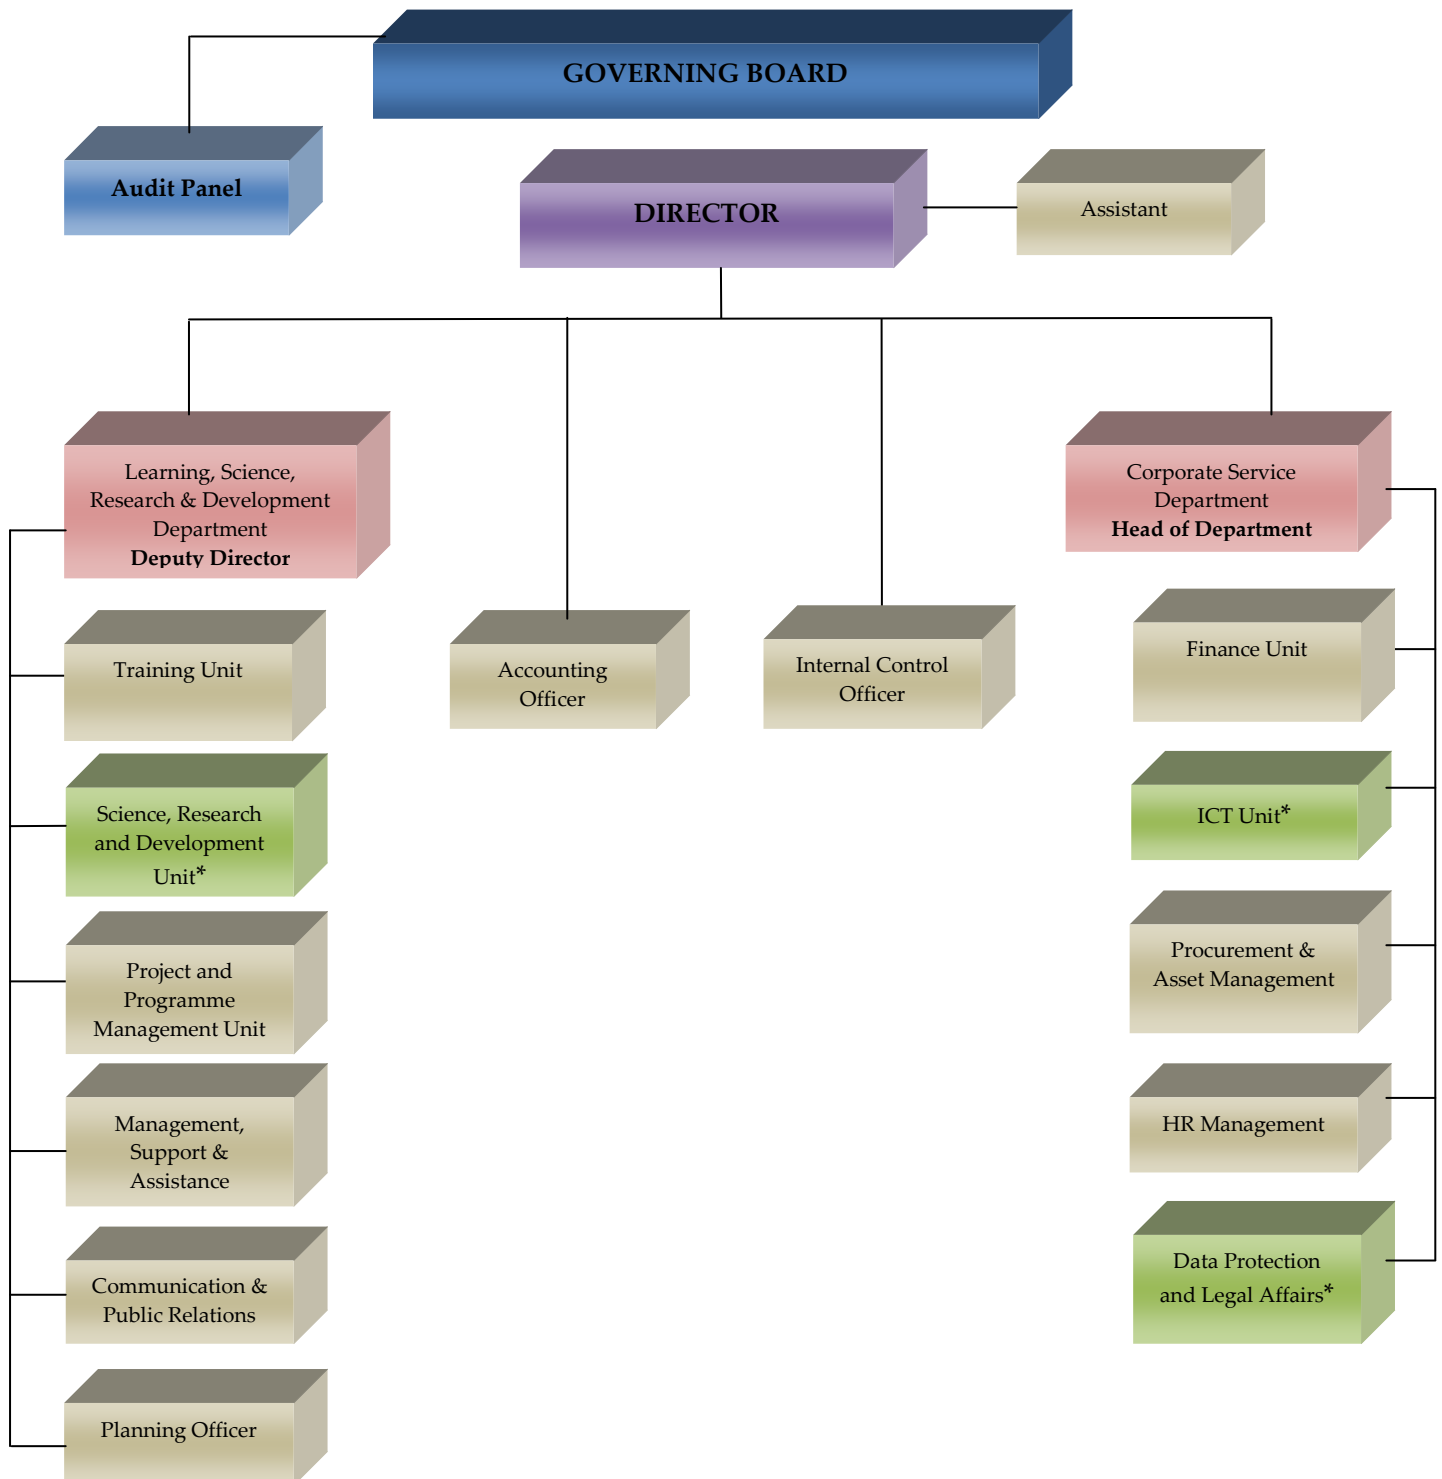 GOVERNING BOARD
Audit Panel
DIRECTOR
Assistant
Learning, Science,
Research & Development
Department
Deputy Director
Corporate Service
Department
Head of Department
Training Unit
Accounting
Officer
Internal Control
Officer
Finance Unit
Science, Research
and Development
Unit*
ICT Unit*
Project and
Programme
Management Unit
Procurement &
Asset Management
Management,
Support &
Assistance
HR Management
Communication &
Public Relations
Data Protection
and Legal Affairs*
Planning Officer